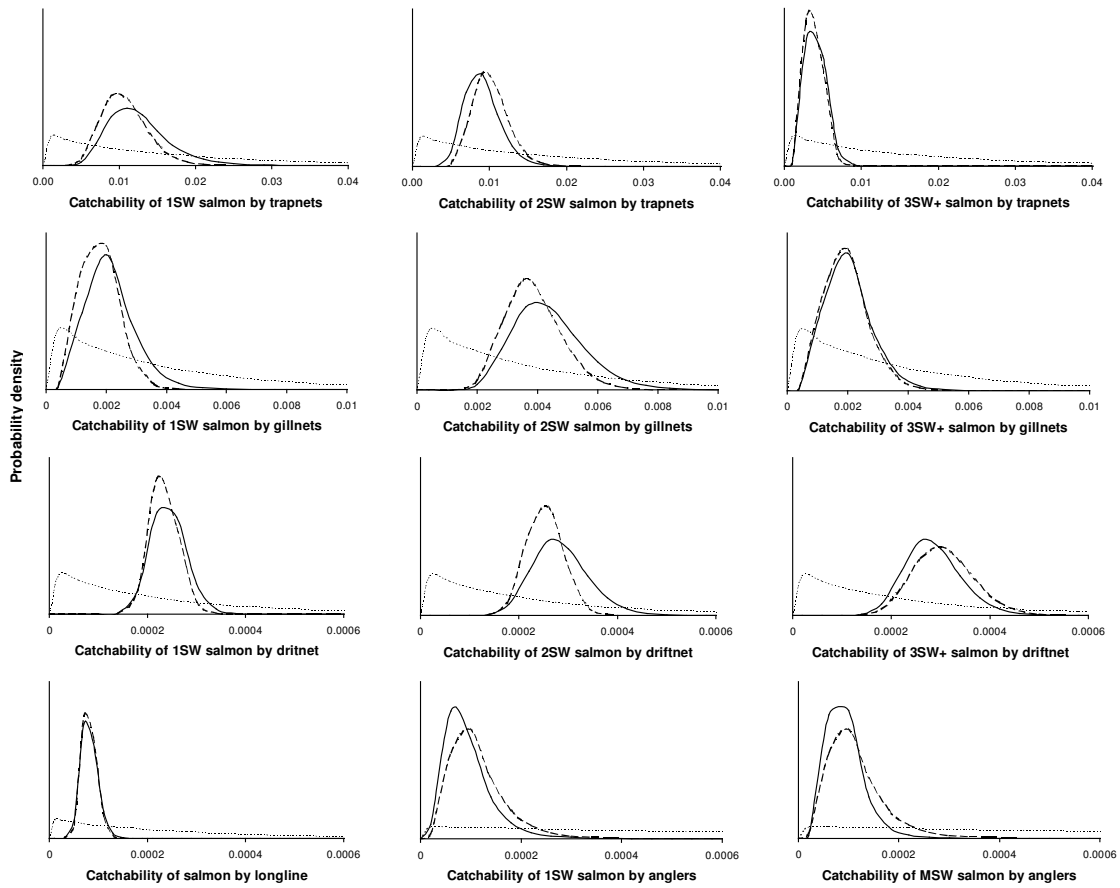 0.00 0.01 0.02 0.03 0.04
Catchability of 1SW salmon by trapnets
0.00 0.01 0.02 0.03 0.04
Catchability of 2SW salmon by trapnets
0.00 0.01 0.02 0.03 0.04
Catchability of 3SW+ salmon by trapnets
Probability density
0 0.002 0.004 0.006 0.008 0.01
Catchability of 1SW salmon by gillnets
0 0.002 0.004 0.006 0.008 0.01
Catchability of 2SW salmon by gillnets
0 0.002 0.004 0.006 0.008 0.01
Catchability of 3SW+ salmon by gillnets
0 0.0002 0.0004 0.0006
Catchability of 1SW salmon by dritnet
0 0.0002 0.0004 0.0006
Catchability of 2SW salmon by driftnet
0 0.0002 0.0004 0.0006
Catchability of 3SW+ salmon by driftnet
0 0.0002 0.0004 0.0006
Catchability of salmon by longline
0 0.0002 0.0004 0.0006
Catchability of 1SW salmon by anglers
0 0.0002 0.0004 0.0006
Catchability of MSW salmon by anglers